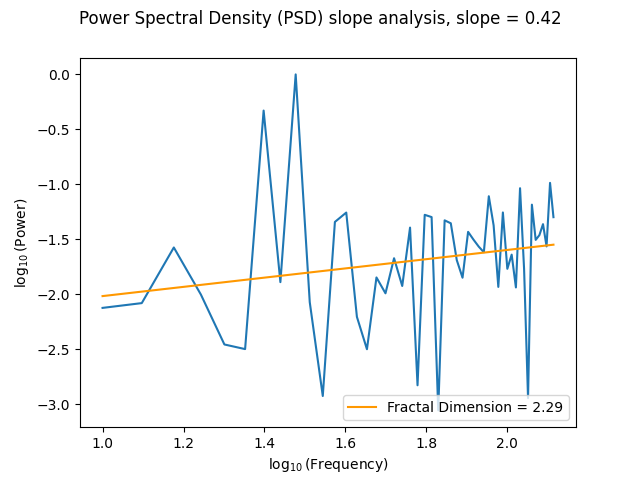 Power Spectral Density (PSD) slope analysis, slope = 0.42
0.0
−0.5
−1.0
−1.5
−2.0
−2.5
−3.0
log₁₀(Power)
Fractal Dimension = 2.29
1.0 1.2 1.4 1.6 1.8 2.0
log₁₀(Frequency)